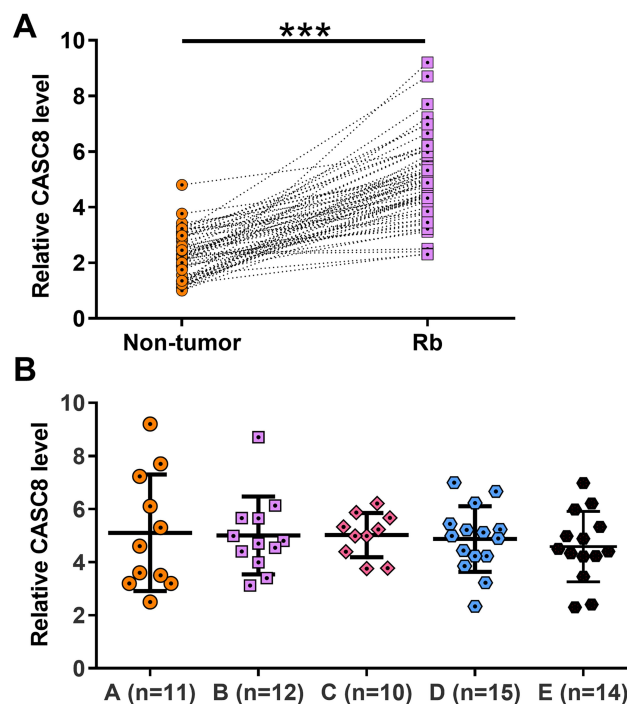 A
***
Relative CASC8 level
10
8
6
4
2
0
Non-tumor Rb
B
Relative CASC8 level
10
8
6
4
2
0
A (n=11) B (n=12) C (n=10) D (n=15) E (n=14)